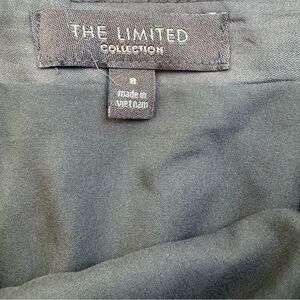 THE LIMITED
COLLECTION
8
made in
vietnam